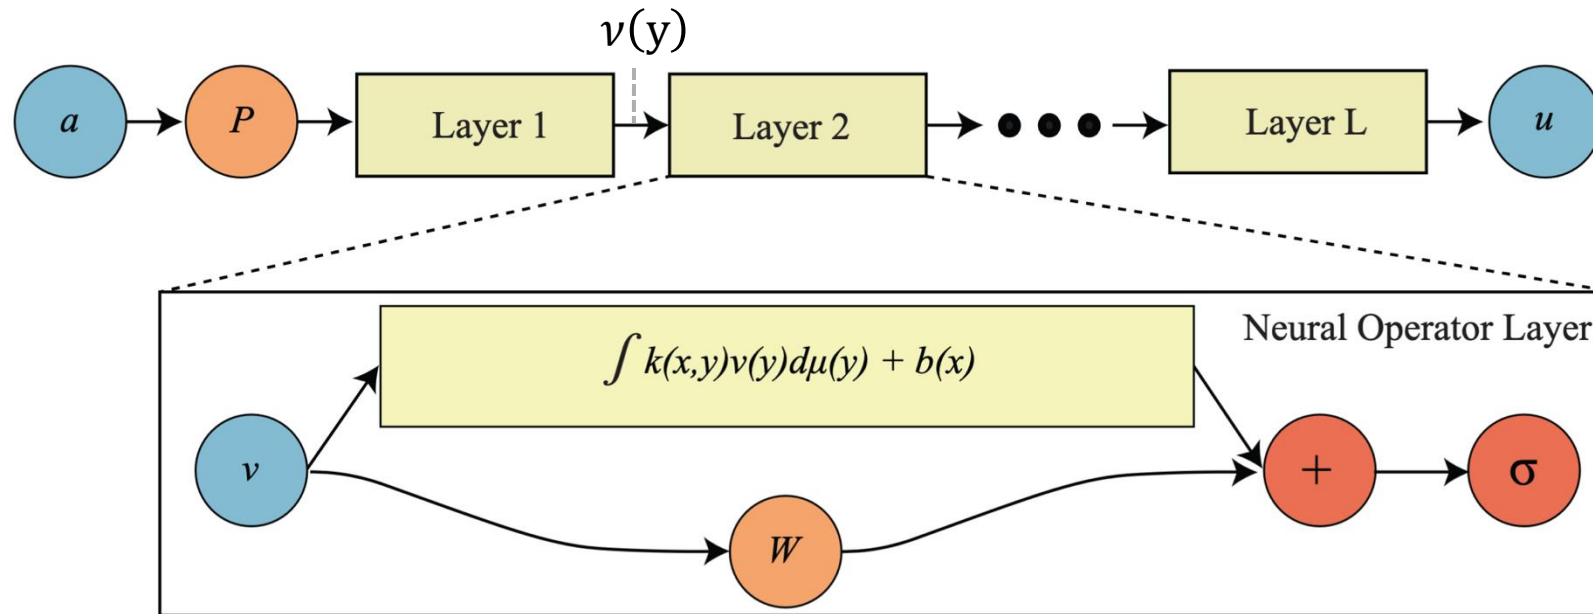 ν(y)
a
P
Layer 1
Layer 2
Layer L
u
Neural Operator Layer
∫ k(x,y)v(y)dμ(y) + b(x)
v
+
σ
W